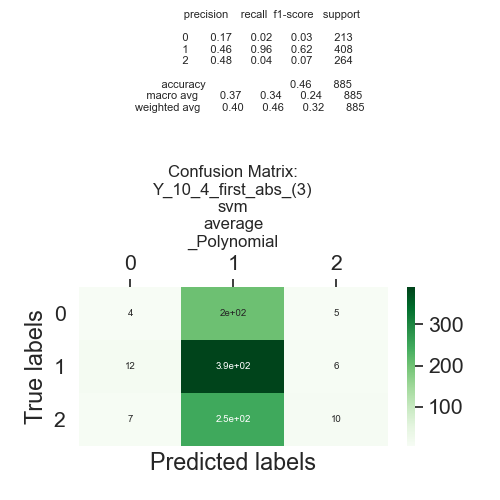 precision recall f1-score support
0 0.17 0.02 0.03 213
1 0.46 0.96 0.62 408
2 0.48 0.04 0.07 264
accuracy 0.46 885
macro avg 0.37 0.34 0.24 885
weighted avg 0.40 0.46 0.32 885
Confusion Matrix:
Y_10_4_first_abs_(3)
svm
average
_Polynomial
0 1 2
0 4 2e+02 5
1 12 3.9e+02 6
2 7 2.5e+02 10
True labels
Predicted labels
300
200
100